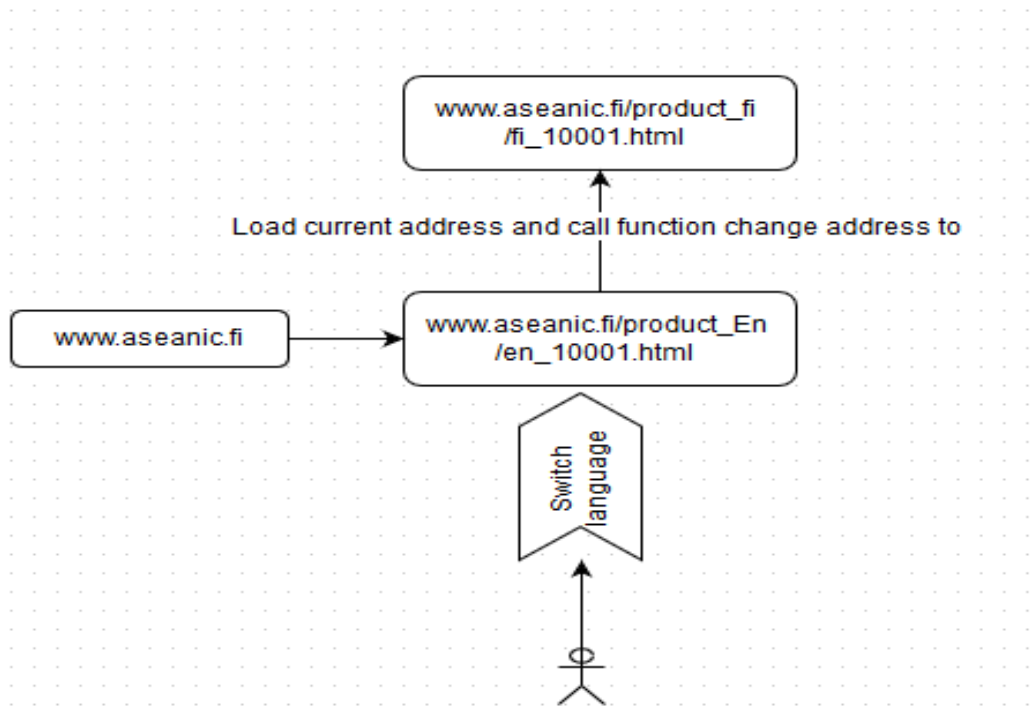 www.aseanic.fi/product_fi
/fi_10001.html
Load current address and call function change address to
www.aseanic.fi
www.aseanic.fi/product_En
/en_10001.html
Switch
language